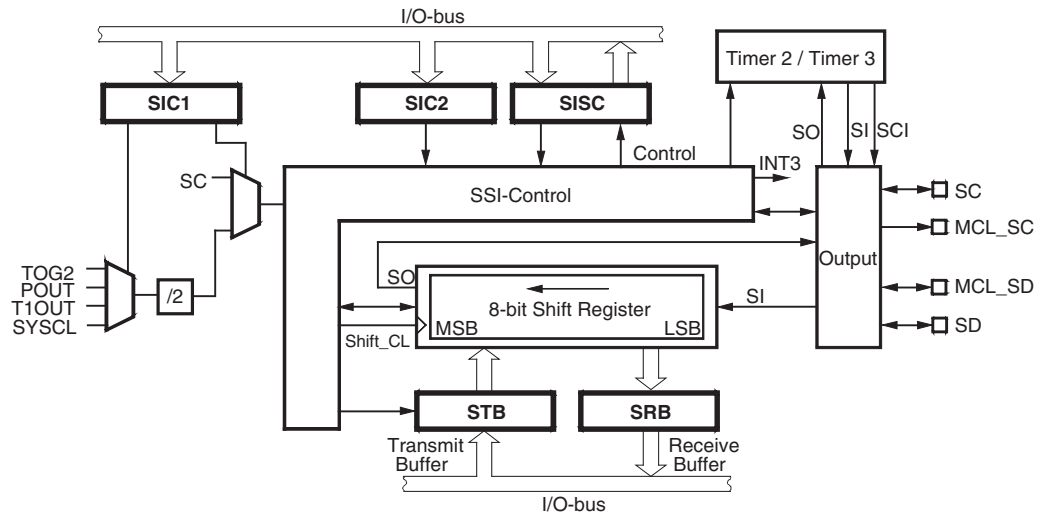 I/O-bus
Timer 2 / Timer 3
SIC1
SIC2
SISC
SO
SI
SCI
Control
INT3
SC
SSI-Control
SC
MCL_SC
Output
TOG2
POUT
T1OUT
SYSCL
/2
SO
8-bit Shift Register
MSB
LSB
SI
MCL_SD
SD
Shift_CL
STB
SRB
Transmit
Buffer
Receive
Buffer
I/O-bus